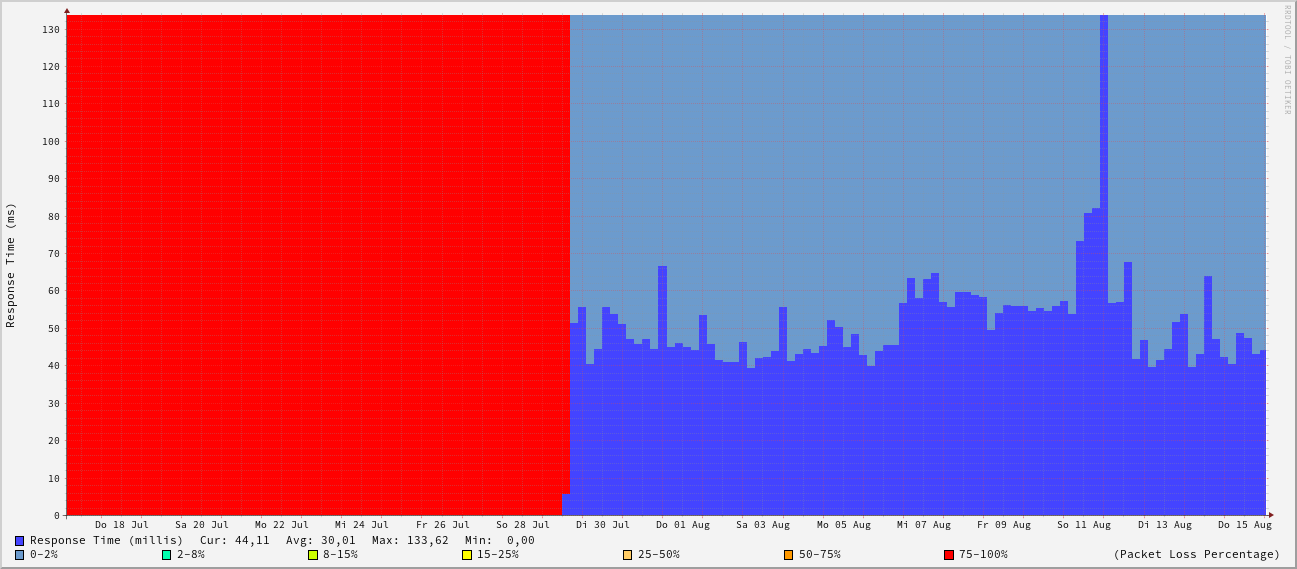 RRDTOOL / TOBI OETIKER
Response Time (ms)
130
120
110
100
90
80
70
60
50
40
30
20
10
0
Do 18 Jul Sa 20 Jul Mo 22 Jul Mi 24 Jul Fr 26 Jul So 28 Jul Di 30 Jul Do 01 Aug Sa 03 Aug Mo 05 Aug Mi 07 Aug Fr 09 Aug So 11 Aug Di 13 Aug Do 15 Aug
Response Time (millis) Cur: 44,11 Avg: 30,01 Max: 133,62 Min: 0,00
0-2% 2-8% 8-15% 15-25% 25-50% 50-75% 75-100% (Packet Loss Percentage)